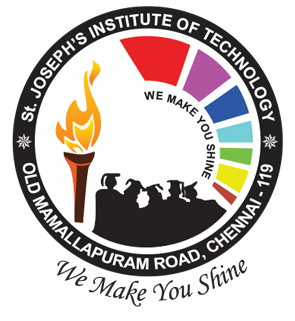 St. JOSEPH'S INSTITUTE OF TECHNOLOGY
WE MAKE YOU SHINE
OLD MAMALLAPURAM ROAD, CHENNAI - 119
We Make You Shine